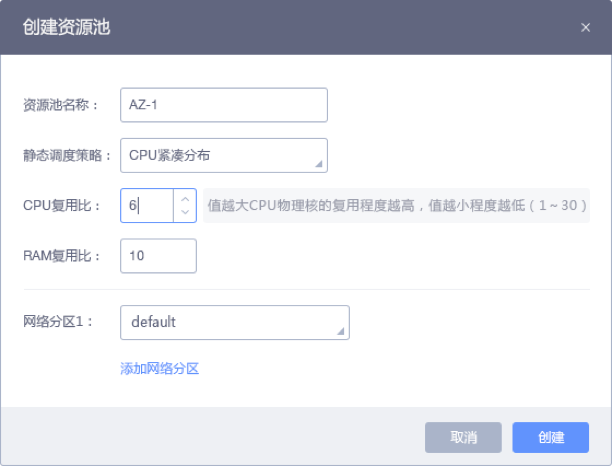 创建资源池
资源池名称： AZ-1
静态调度策略： CPU紧凑分布
CPU复用比： 6 值越大CPU物理核的复用程度越高，值越小程度越低（1～30）
RAM复用比： 10
网络分区1： default
添加网络分区
取消 创建